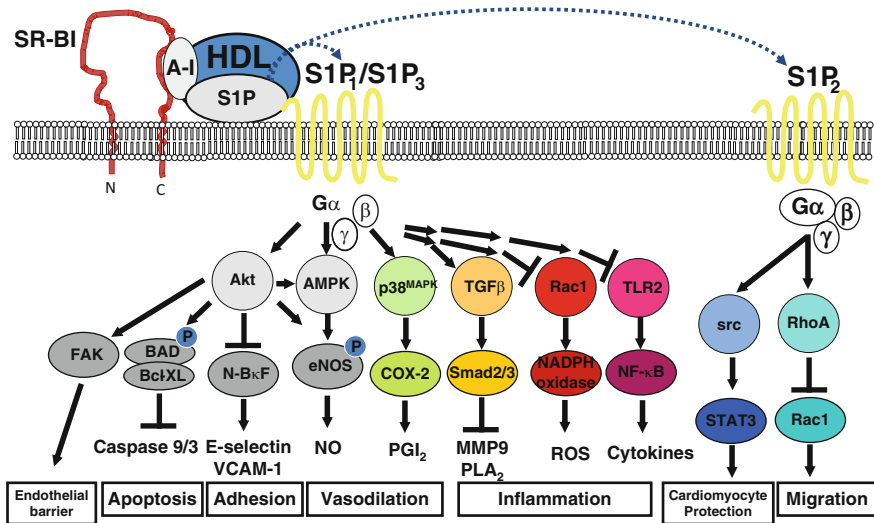 SR-BI
A-I
HDL
S1P
S1P1/S1P3
S1P2
N
C
Gα
β
γ
Gα
β
γ
Akt
AMPK
p38MAPK
TGFβ
Rac1
TLR2
src
RhoA
FAK
BAD
P
Bcl-XL
N-BκF
eNOS
P
COX-2
Smad2/3
NADPH
oxidase
NF-κB
STAT3
Rac1
Caspase 9/3
E-selectin
VCAM-1
NO
PGI2
MMP9
PLA2
ROS
Cytokines
Endothelial
barrier
Apoptosis
Adhesion
Vasodilation
Inflammation
Cardiomyocyte
Protection
Migration